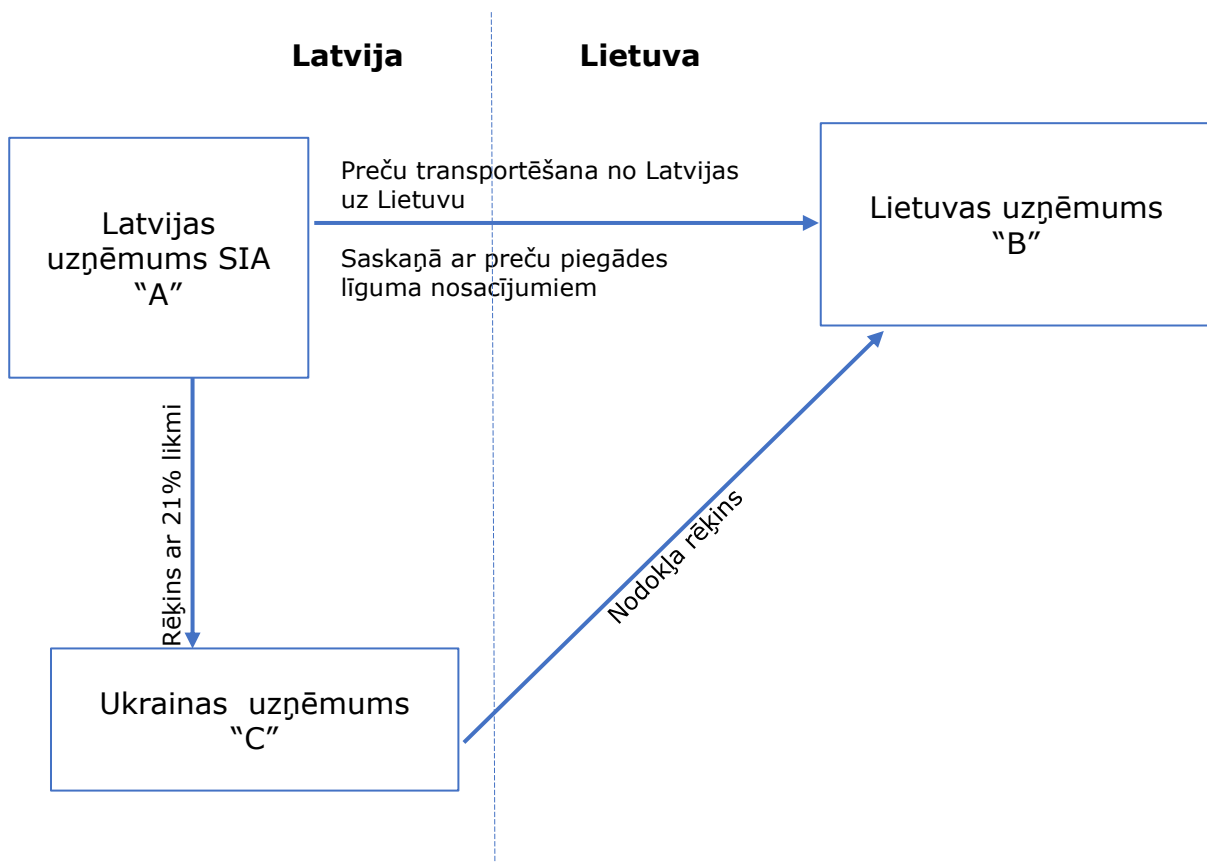 Latvija
Lietuva
Latvijas
uzņēmums SIA
“A”
Preču transportēšana no Latvijas
uz Lietuvu
Saskaņā ar preču piegādes
līguma nosacījumiem
Lietuvas uzņēmums
“B”
Rēķins ar 21% likmi
Nodokļa rēķins
Ukrainas uzņēmums
“C”